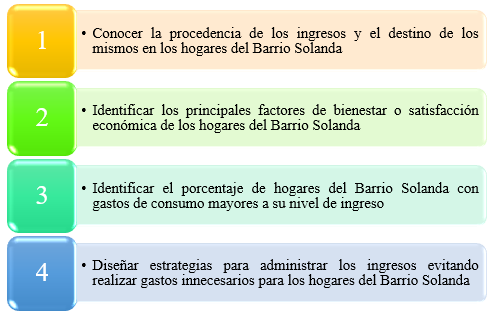 1
• Conocer la procedencia de los ingresos y el destino de los
mismos en los hogares del Barrio Solanda
2
• Identificar los principales factores de bienestar o satisfacción
económica de los hogares del Barrio Solanda
3
• Identificar el porcentaje de hogares del Barrio Solanda con
gastos de consumo mayores a su nivel de ingreso
4
• Diseñar estrategias para administrar los ingresos evitando
realizar gastos innecesarios para los hogares del Barrio Solanda